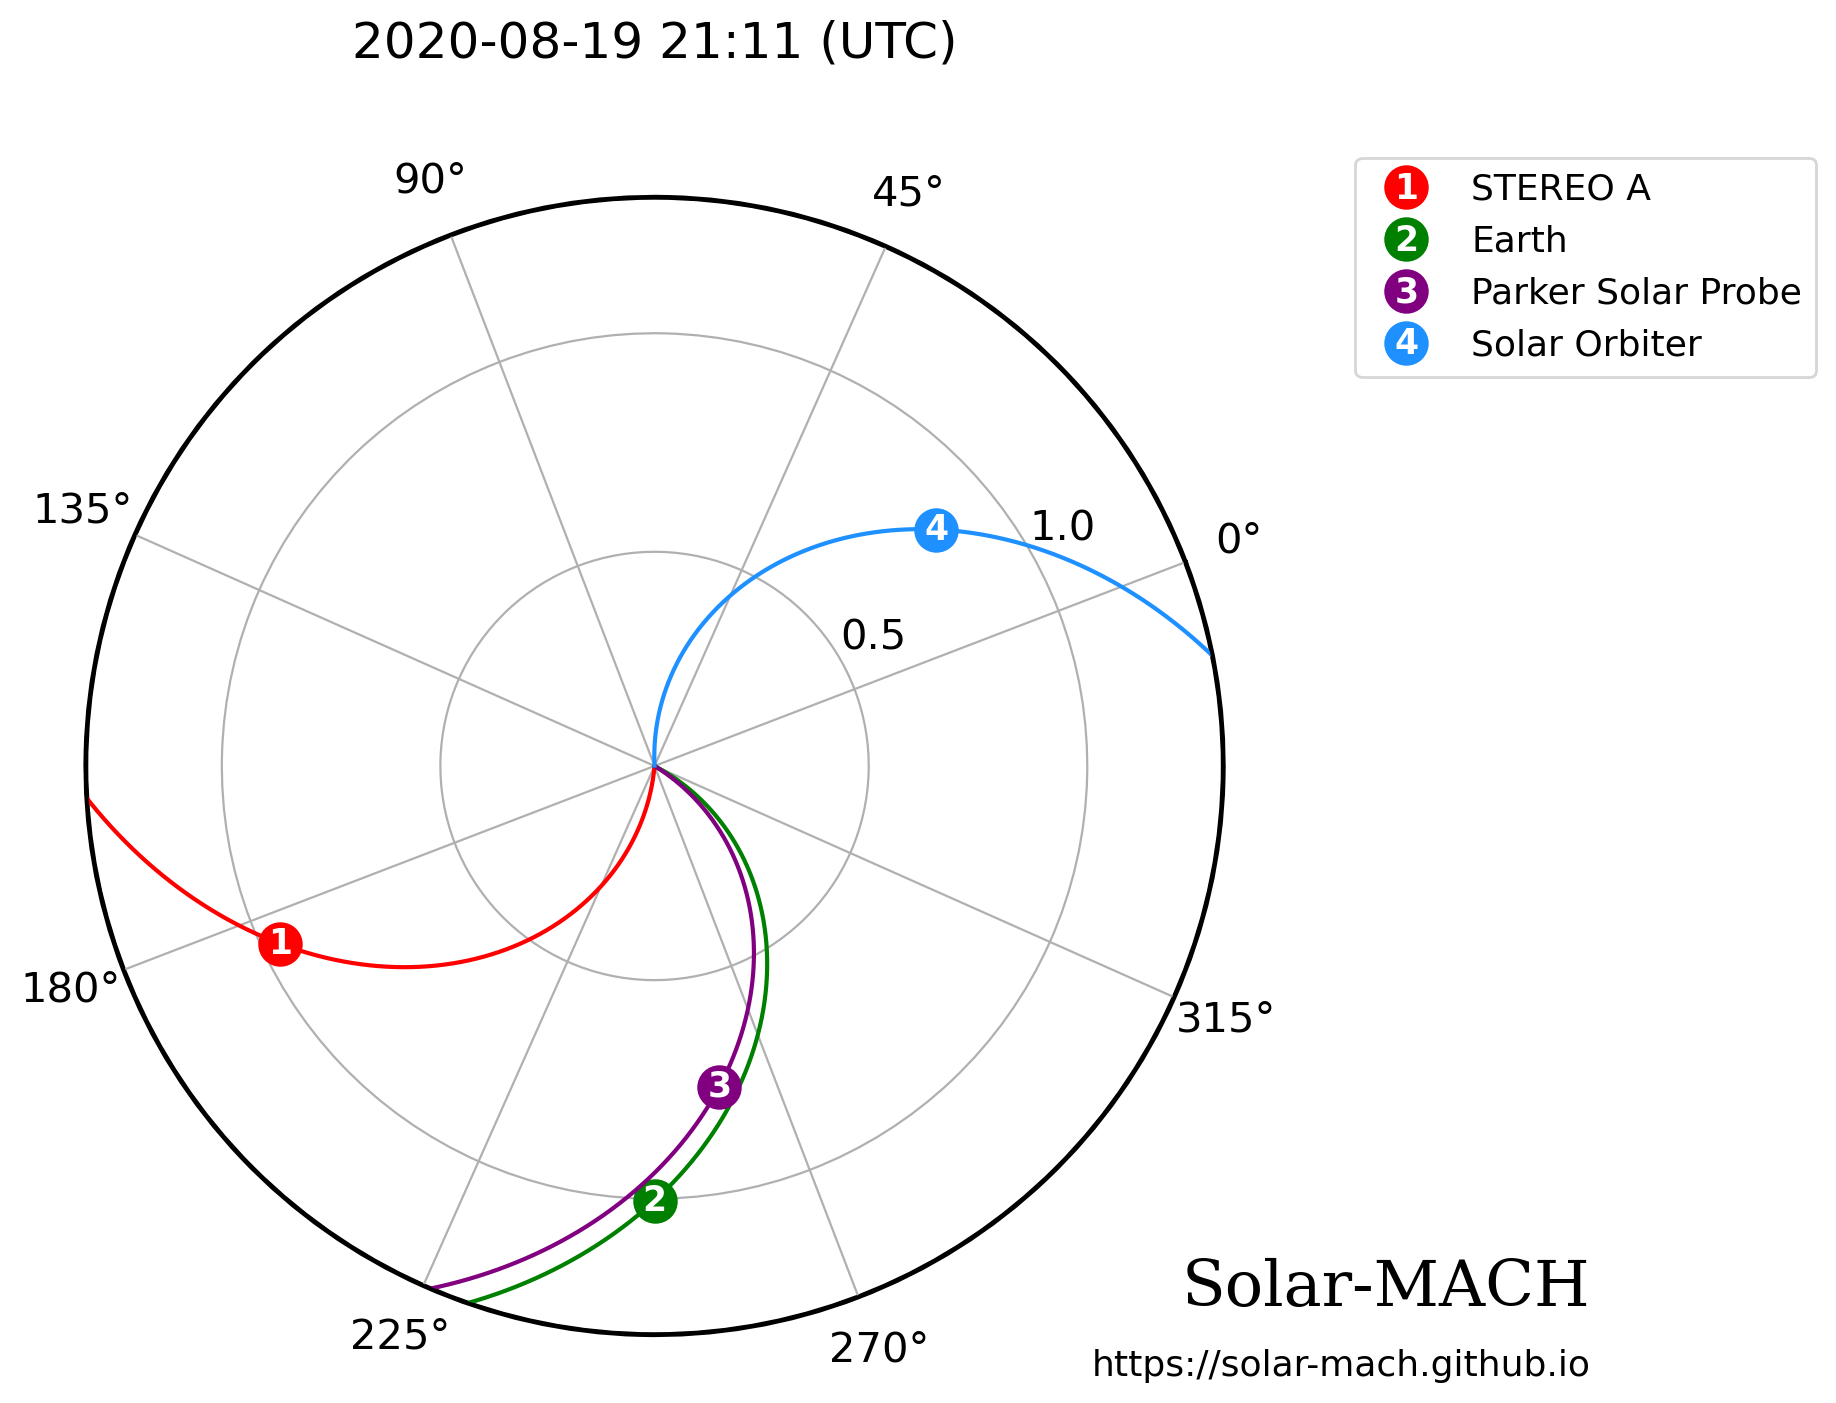 2020-08-19 21:11 (UTC)
1 STEREO A
2 Earth
3 Parker Solar Probe
4 Solar Orbiter
90°
45°
135°
0°
4
1.0
0.5
1
180°
315°
3
2
225°
270°
Solar-MACH
https://solar-mach.github.io